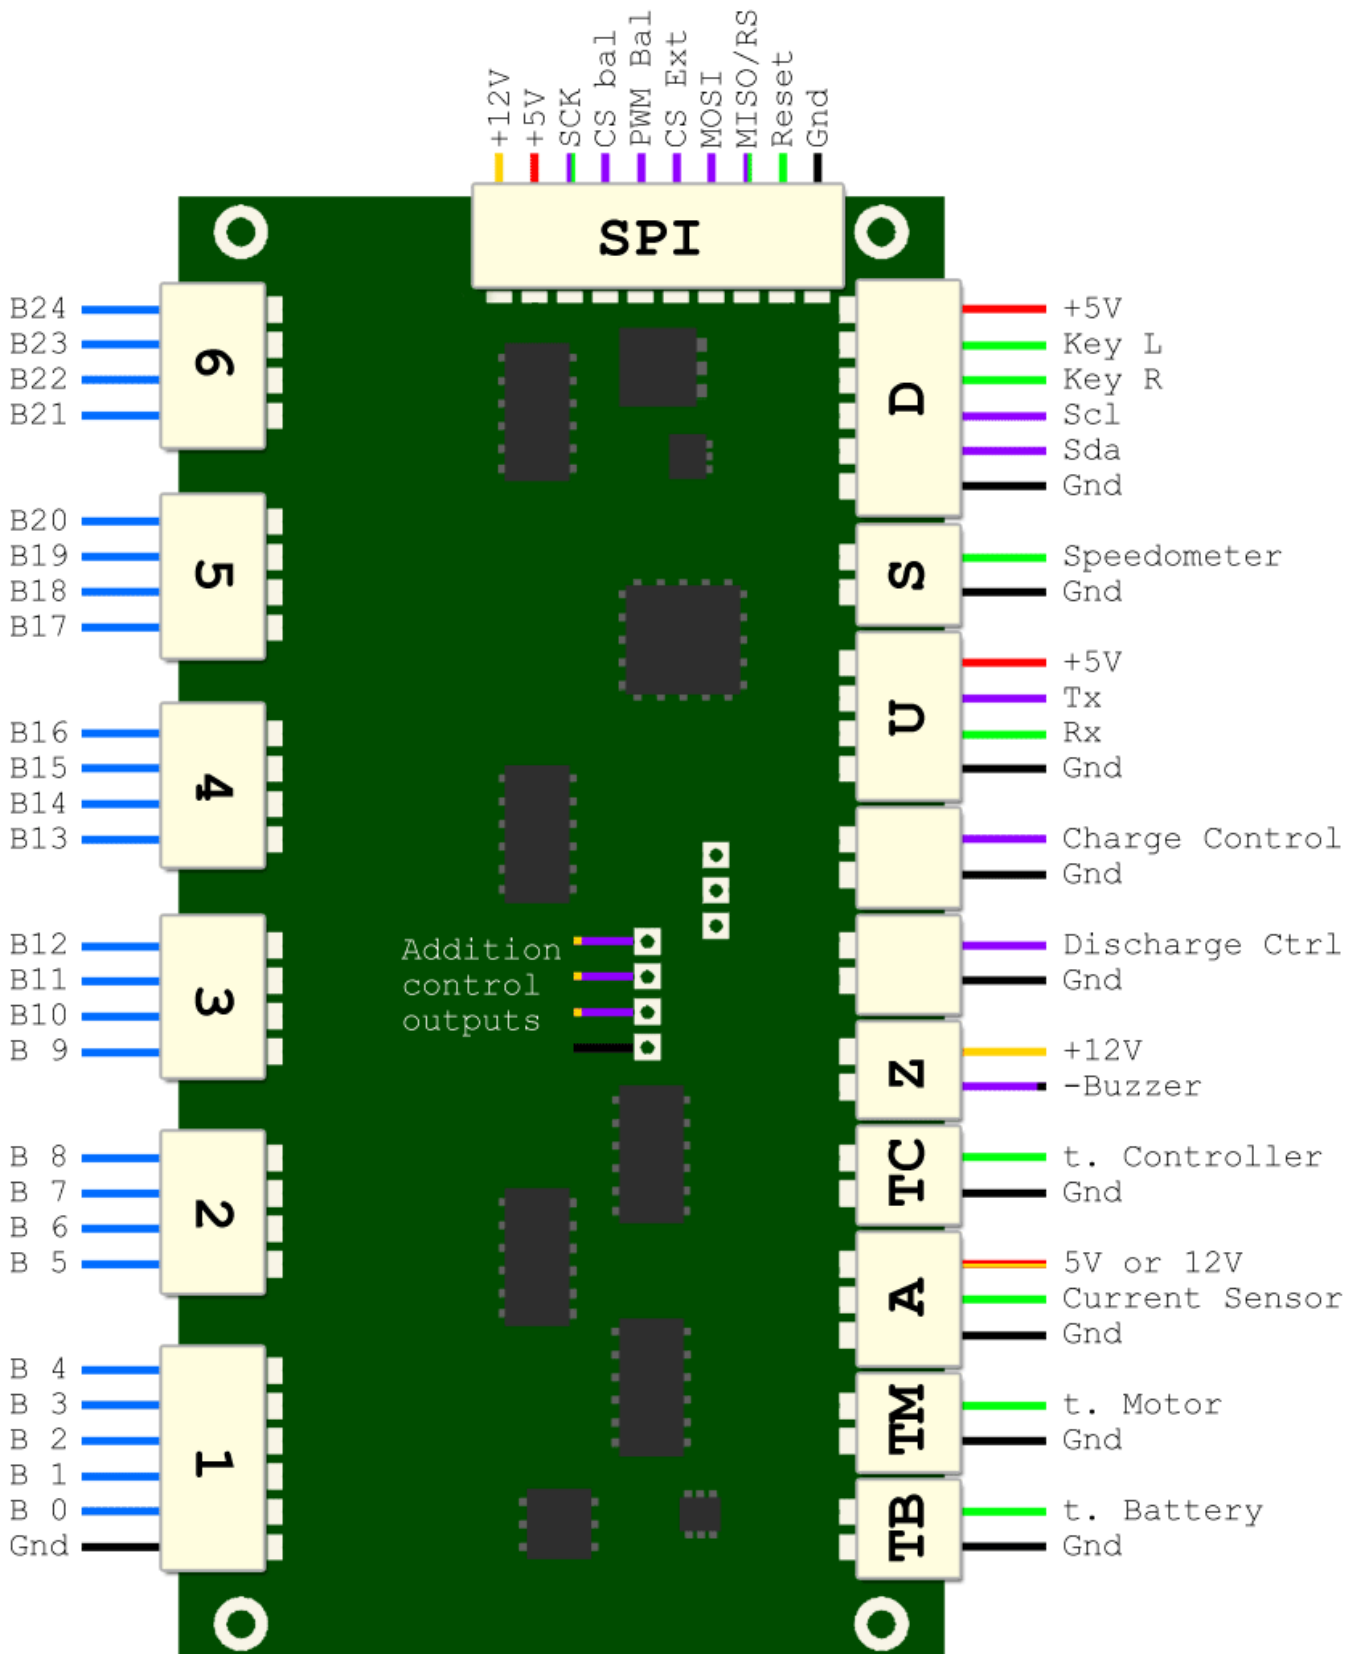 +12V
+5V
SCK
CS bal
PWM Bal
CS Ext
MOSI
MISO/RS
Reset
Gnd
SPI
B24
B23
B22
B21
6
B20
B19
B18
B17
5
B16
B15
B14
B13
4
B12
B11
B10
B 9
3
B 8
B 7
B 6
B 5
2
B 4
B 3
B 2
B 1
B 0
Gnd
1
Addition
control
outputs
D
+5V
Key L
Key R
Scl
Sda
Gnd
S
Speedometer
Gnd
U
+5V
Tx
Rx
Gnd
Charge Control
Gnd
Discharge Ctrl
Gnd
Z
+12V
-Buzzer
TC
t. Controller
Gnd
A
5V or 12V
Current Sensor
Gnd
TM
t. Motor
Gnd
TB
t. Battery
Gnd